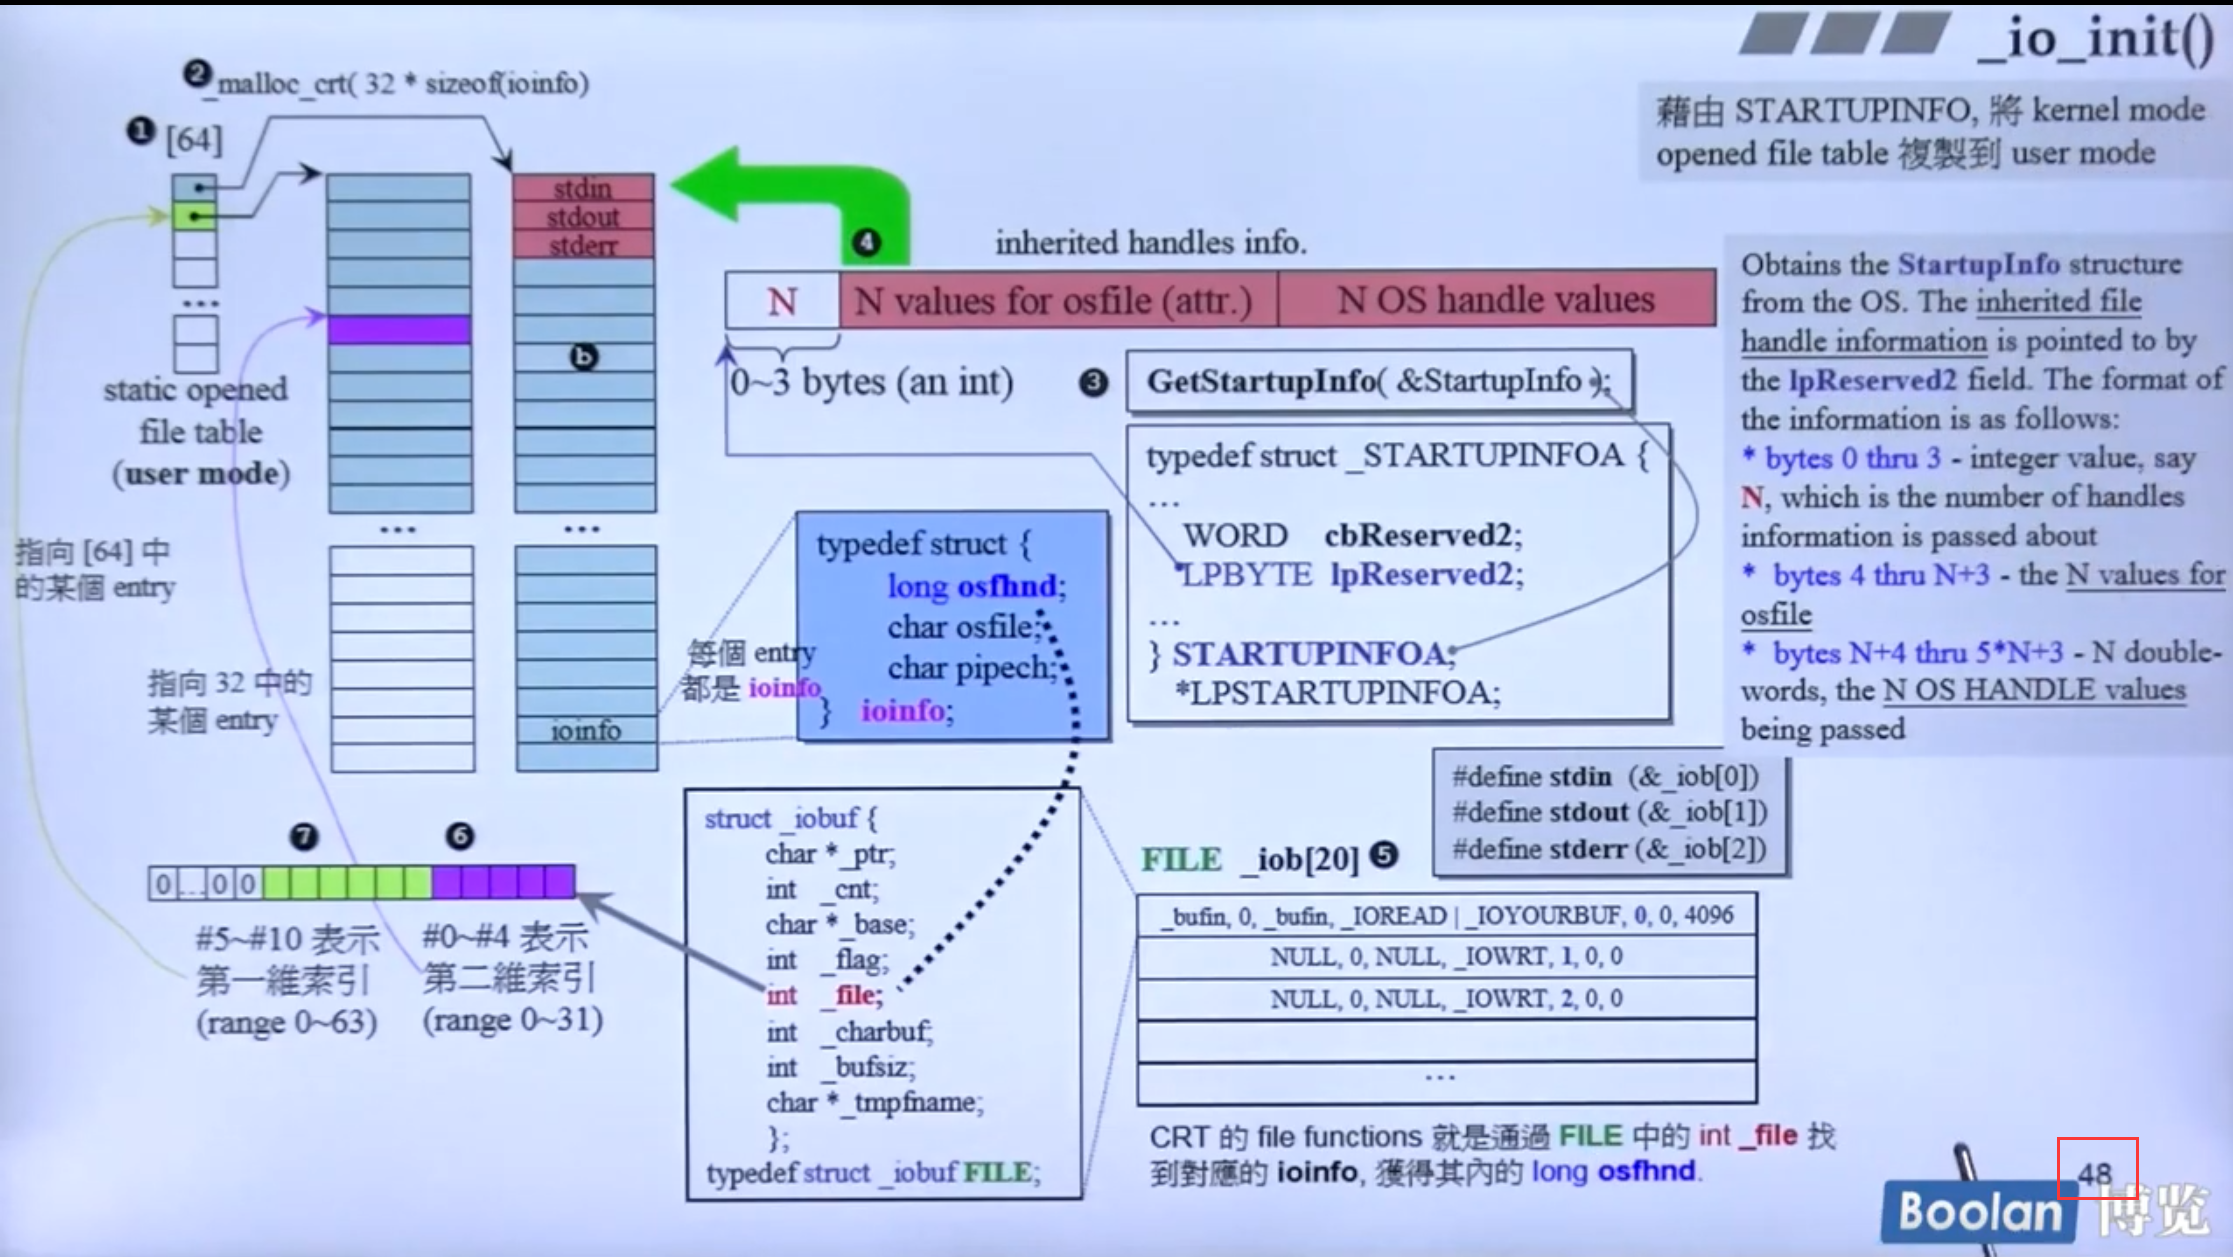 _io_init()
藉由 STARTUPINFO, 將 kernel mode
opened file table 複製到 user mode
❷ _malloc_crt( 32 * sizeof(ioinfo)
❶ [64]
...
static opened
file table
(user mode)
stdin
stdout
stderr
b
...
...
ioinfo
❹ inherited handles info.
N
N values for osfile (attr.)
N OS handle values
0~3 bytes (an int)
❸ GetStartupInfo( &StartupInfo );
typedef struct _STARTUPINFOA {
...
WORD cbReserved2;
LPBYTE lpReserved2;
...
} STARTUPINFOA,
*LPSTARTUPINFOA;
Obtains the StartupInfo structure
from the OS. The inherited file
handle information is pointed to by
the lpReserved2 field. The format of
the information is as follows:
* bytes 0 thru 3 - integer value, say
N, which is the number of handles
information is passed about
* bytes 4 thru N+3 - the N values for
osfile
* bytes N+4 thru 5*N+3 - N double-
words, the N OS HANDLE values
being passed
指向 [64] 中
的某個 entry
指向 32 中的
某個 entry
每個 entry
都是 ioinfo
typedef struct {
long osfhnd;
char osfile;
char pipech;
} ioinfo;
❼ ❻
0 ... 0 0
#5~#10 表示
第一維索引
(range 0~63)
#0~#4 表示
第二維索引
(range 0~31)
struct _iobuf {
char *_ptr;
int _cnt;
char *_base;
int _flag;
int _file;
int _charbuf;
int _bufsiz;
char *_tmpfname;
};
typedef struct _iobuf FILE;
#define stdin (&_iob[0])
#define stdout (&_iob[1])
#define stderr (&_iob[2])
FILE _iob[20] ❺
_bufin, 0, _bufin, _IOREAD | _IOYOURBUF, 0, 0, 4096
NULL, 0, NULL, _IOWRT, 1, 0, 0
NULL, 0, NULL, _IOWRT, 2, 0, 0
...
CRT 的 file functions 就是通過 FILE 中的 int _file 找
到對應的 ioinfo, 獲得其內的 long osfhnd.
48
Boolan 博览